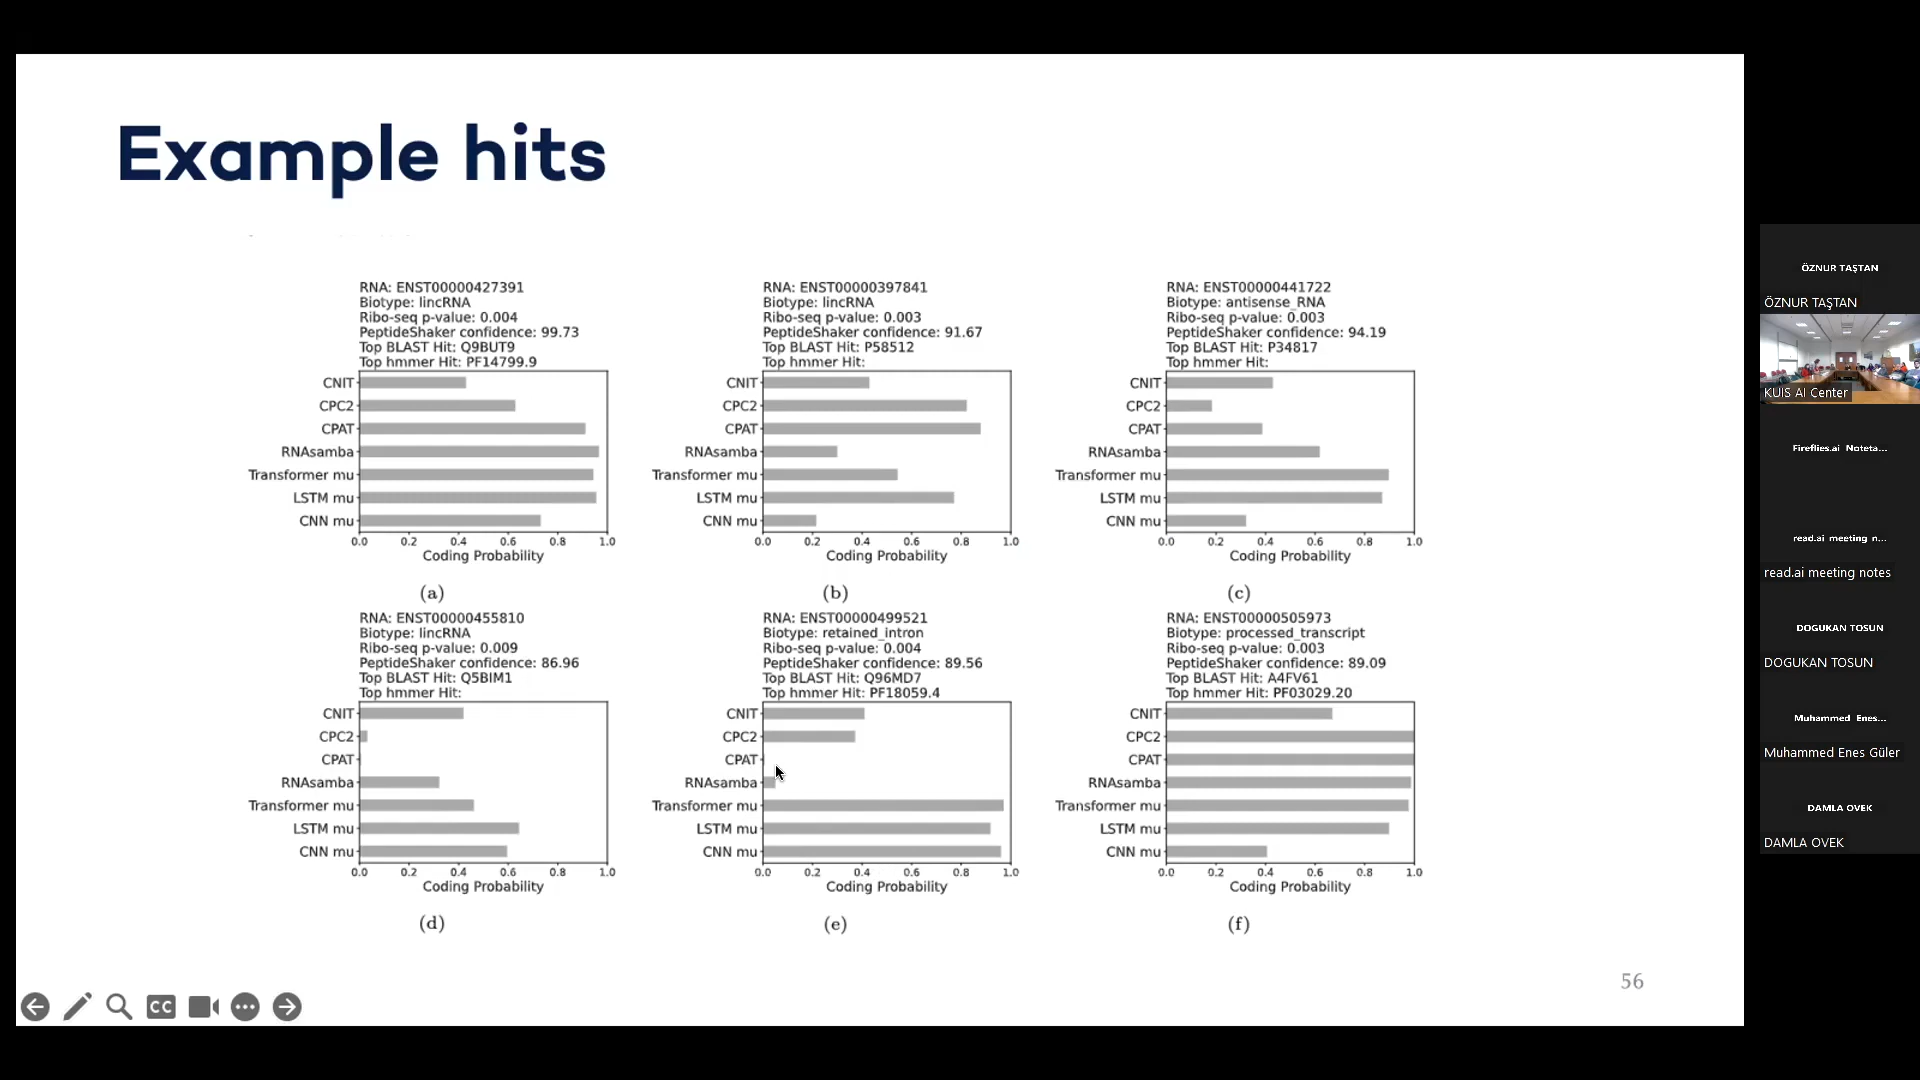 Example hits
RNA: ENST00000427391
Biotype: lincRNA
Ribo-seq p-value: 0.004
PeptideShaker confidence: 99.73
Top BLAST Hit: Q9BUT9
Top hmmer Hit: PF14799.9
CNIT
CPC2
CPAT
RNAsamba
Transformer mu
LSTM mu
CNN mu
0.0 0.2 0.4 0.6 0.8 1.0
Coding Probability
(a)
RNA: ENST00000397841
Biotype: lincRNA
Ribo-seq p-value: 0.003
PeptideShaker confidence: 91.67
Top BLAST Hit: P58512
Top hmmer Hit:
CNIT
CPC2
CPAT
RNAsamba
Transformer mu
LSTM mu
CNN mu
0.0 0.2 0.4 0.6 0.8 1.0
Coding Probability
(b)
RNA: ENST00000441722
Biotype: antisense_RNA
Ribo-seq p-value: 0.003
PeptideShaker confidence: 94.19
Top BLAST Hit: P34817
Top hmmer Hit:
CNIT
CPC2
CPAT
RNAsamba
Transformer mu
LSTM mu
CNN mu
0.0 0.2 0.4 0.6 0.8 1.0
Coding Probability
(c)
RNA: ENST00000455810
Biotype: lincRNA
Ribo-seq p-value: 0.009
PeptideShaker confidence: 86.96
Top BLAST Hit: Q5BIM1
Top hmmer Hit:
CNIT
CPC2
CPAT
RNAsamba
Transformer mu
LSTM mu
CNN mu
0.0 0.2 0.4 0.6 0.8 1.0
Coding Probability
(d)
RNA: ENST00000499521
Biotype: retained_intron
Ribo-seq p-value: 0.004
PeptideShaker confidence: 89.56
Top BLAST Hit: Q96MD7
Top hmmer Hit: PF18059.4
CNIT
CPC2
CPAT
RNAsamba
Transformer mu
LSTM mu
CNN mu
0.0 0.2 0.4 0.6 0.8 1.0
Coding Probability
(e)
RNA: ENST00000505973
Biotype: processed_transcript
Ribo-seq p-value: 0.003
PeptideShaker confidence: 89.09
Top BLAST Hit: A4FV61
Top hmmer Hit: PF03029.20
CNIT
CPC2
CPAT
RNAsamba
Transformer mu
LSTM mu
CNN mu
0.0 0.2 0.4 0.6 0.8 1.0
Coding Probability
(f)
56
CC
ÖZNUR TAŞTAN
ÖZNUR TAŞTAN
KUIS AI Center
Fireflies.ai Noteta...
read.ai meeting n...
read.ai meeting notes
DOGUKAN TOSUN
DOGUKAN TOSUN
Muhammed Enes...
Muhammed Enes Güler
DAMLA OVEK
DAMLA OVEK